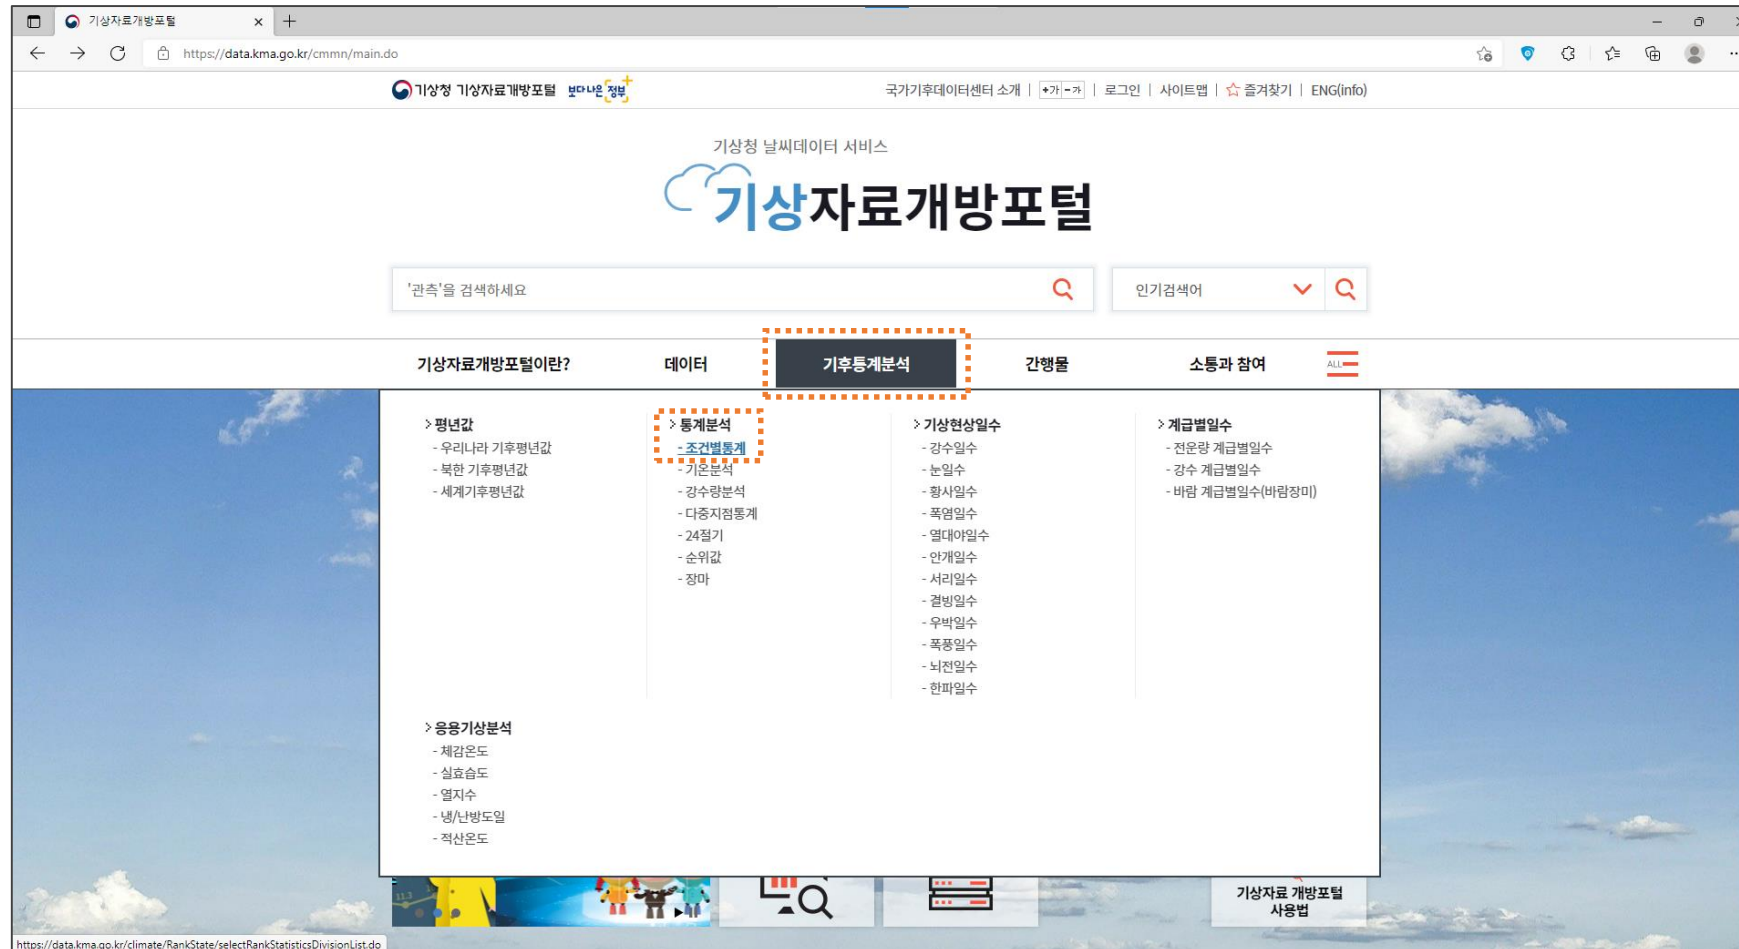 기상자료개방포털
https://data.kma.go.kr/cmmn/main.do
기상청 기상자료개방포털 보다나은 정부
국가기후데이터센터 소개 | +가 -가 | 로그인 | 사이트맵 | 즐겨찾기 | ENG(info)
기상청 날씨데이터 서비스
기상자료개방포털
'관측'을 검색하세요
인기검색어
기상자료개방포털이란? 데이터 기후통계분석 간행물 소통과 참여 ALL
> 평년값
- 우리나라 기후평년값
- 북한 기후평년값
- 세계기후평년값
> 통계분석
- 조건별통계
- 기온분석
- 강수량분석
- 다중지점통계
- 24절기
- 순위값
- 장마
> 기상현상일수
- 강수일수
- 눈일수
- 황사일수
- 폭염일수
- 열대야일수
- 안개일수
- 서리일수
- 결빙일수
- 우박일수
- 폭풍일수
- 뇌전일수
- 한파일수
> 계급별일수
- 전운량 계급별일수
- 강수 계급별일수
- 바람 계급별일수(바람장미)
> 응용기상분석
- 체감온도
- 실효습도
- 열지수
- 냉/난방도일
- 적산온도
기상자료 개방포털
사용법
https://data.kma.go.kr/climate/RankState/selectRankStatisticsDivisionList.do